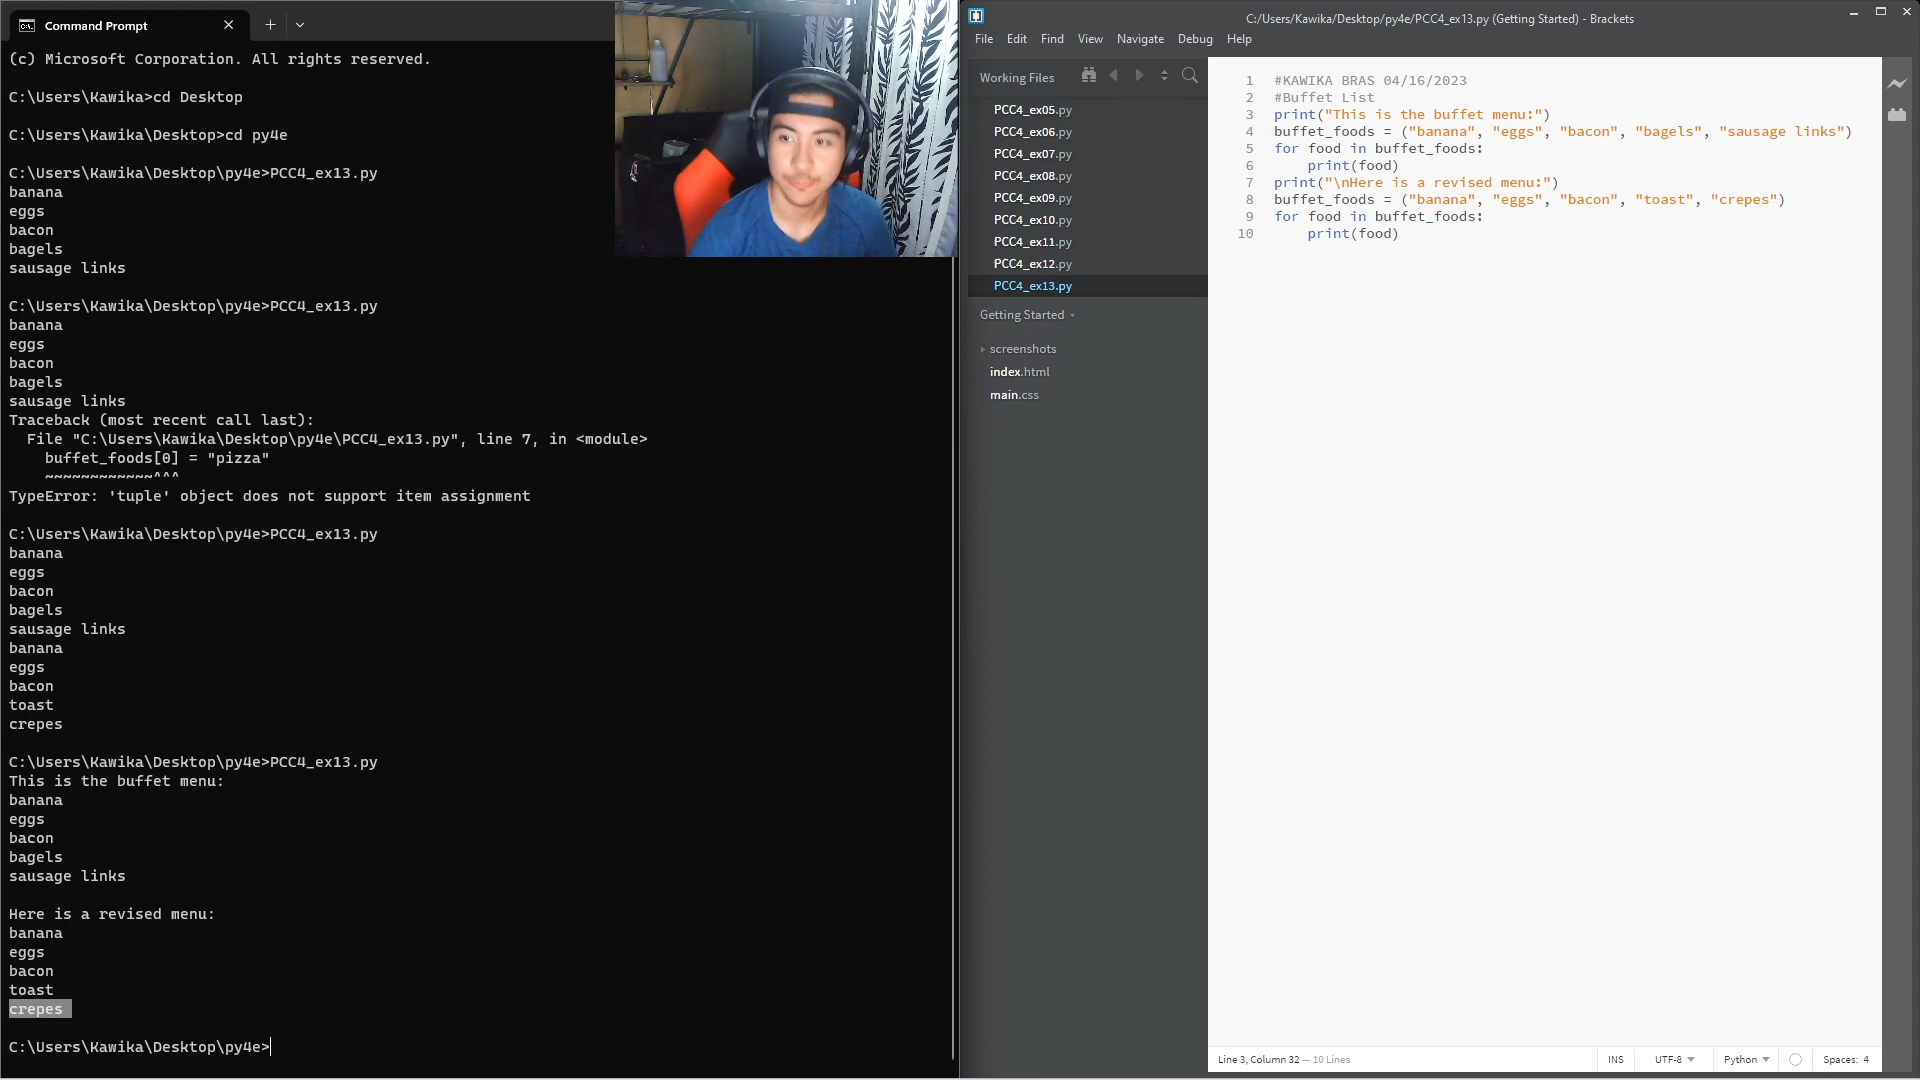 Command Prompt
(c) Microsoft Corporation. All rights reserved.
C:\Users\Kawika>cd Desktop
C:\Users\Kawika\Desktop>cd py4e
C:\Users\Kawika\Desktop\py4e>PCC4_ex13.py
banana
eggs
bacon
bagels
sausage links
C:\Users\Kawika\Desktop\py4e>PCC4_ex13.py
banana
eggs
bacon
bagels
sausage links
Traceback (most recent call last):
  File "C:\Users\Kawika\Desktop\py4e\PCC4_ex13.py", line 7, in <module>
    buffet_foods[0] = "pizza"
    ~~~~~~~~~~~~^^^
TypeError: 'tuple' object does not support item assignment
C:\Users\Kawika\Desktop\py4e>PCC4_ex13.py
banana
eggs
bacon
bagels
sausage links
banana
eggs
bacon
toast
crepes
C:\Users\Kawika\Desktop\py4e>PCC4_ex13.py
This is the buffet menu:
banana
eggs
bacon
bagels
sausage links
Here is a revised menu:
banana
eggs
bacon
toast
crepes
C:\Users\Kawika\Desktop\py4e>
C:/Users/Kawika/Desktop/py4e/PCC4_ex13.py (Getting Started) - Brackets
File Edit Find View Navigate Debug Help
Working Files
PCC4_ex05.py
PCC4_ex06.py
PCC4_ex07.py
PCC4_ex08.py
PCC4_ex09.py
PCC4_ex10.py
PCC4_ex11.py
PCC4_ex12.py
PCC4_ex13.py
Getting Started
screenshots
index.html
main.css
1 #KAWIKA BRAS 04/16/2023
2 #Buffet List
3 print("This is the buffet menu:")
4 buffet_foods = ("banana", "eggs", "bacon", "bagels", "sausage links")
5 for food in buffet_foods:
6     print(food)
7 print("\nHere is a revised menu:")
8 buffet_foods = ("banana", "eggs", "bacon", "toast", "crepes")
9 for food in buffet_foods:
10     print(food)
Line 3, Column 32 — 10 Lines
INS UTF-8 Python Spaces: 4